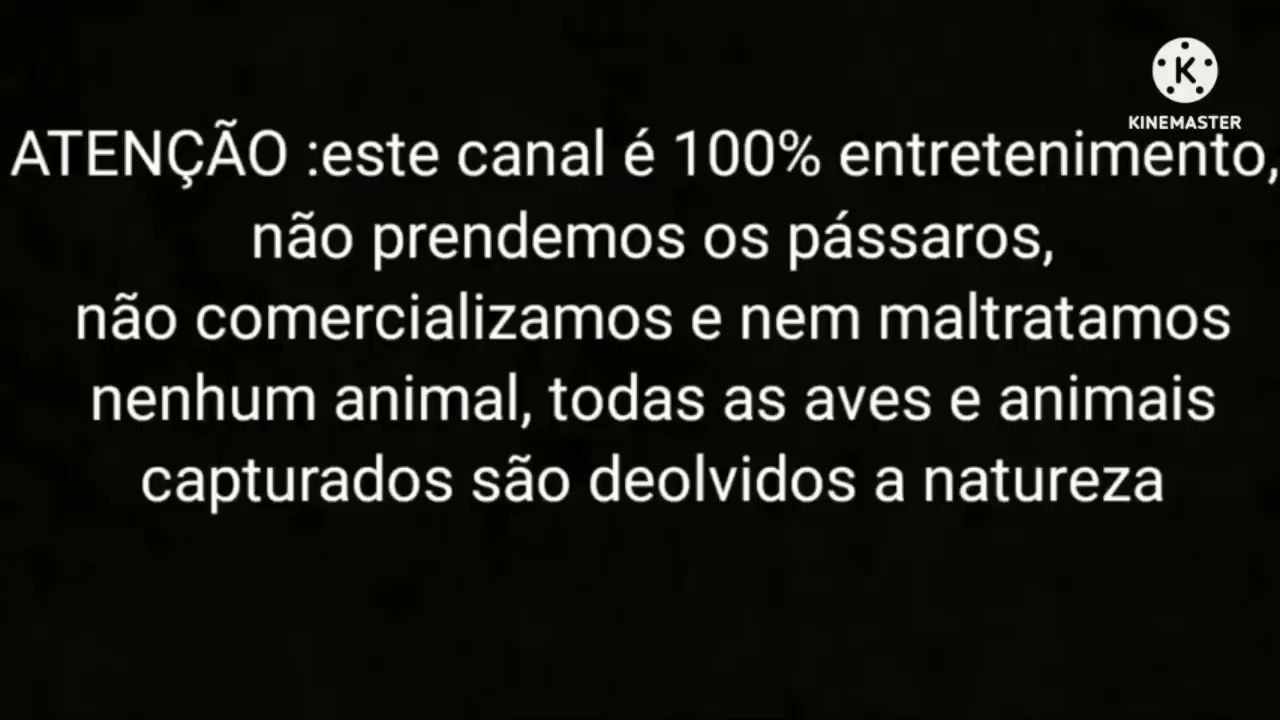 KINEMASTER
ATENÇÃO :este canal é 100% entretenimento,
não prendemos os pássaros,
não comercializamos e nem maltratamos
nenhum animal, todas as aves e animais
capturados são deolvidos a natureza